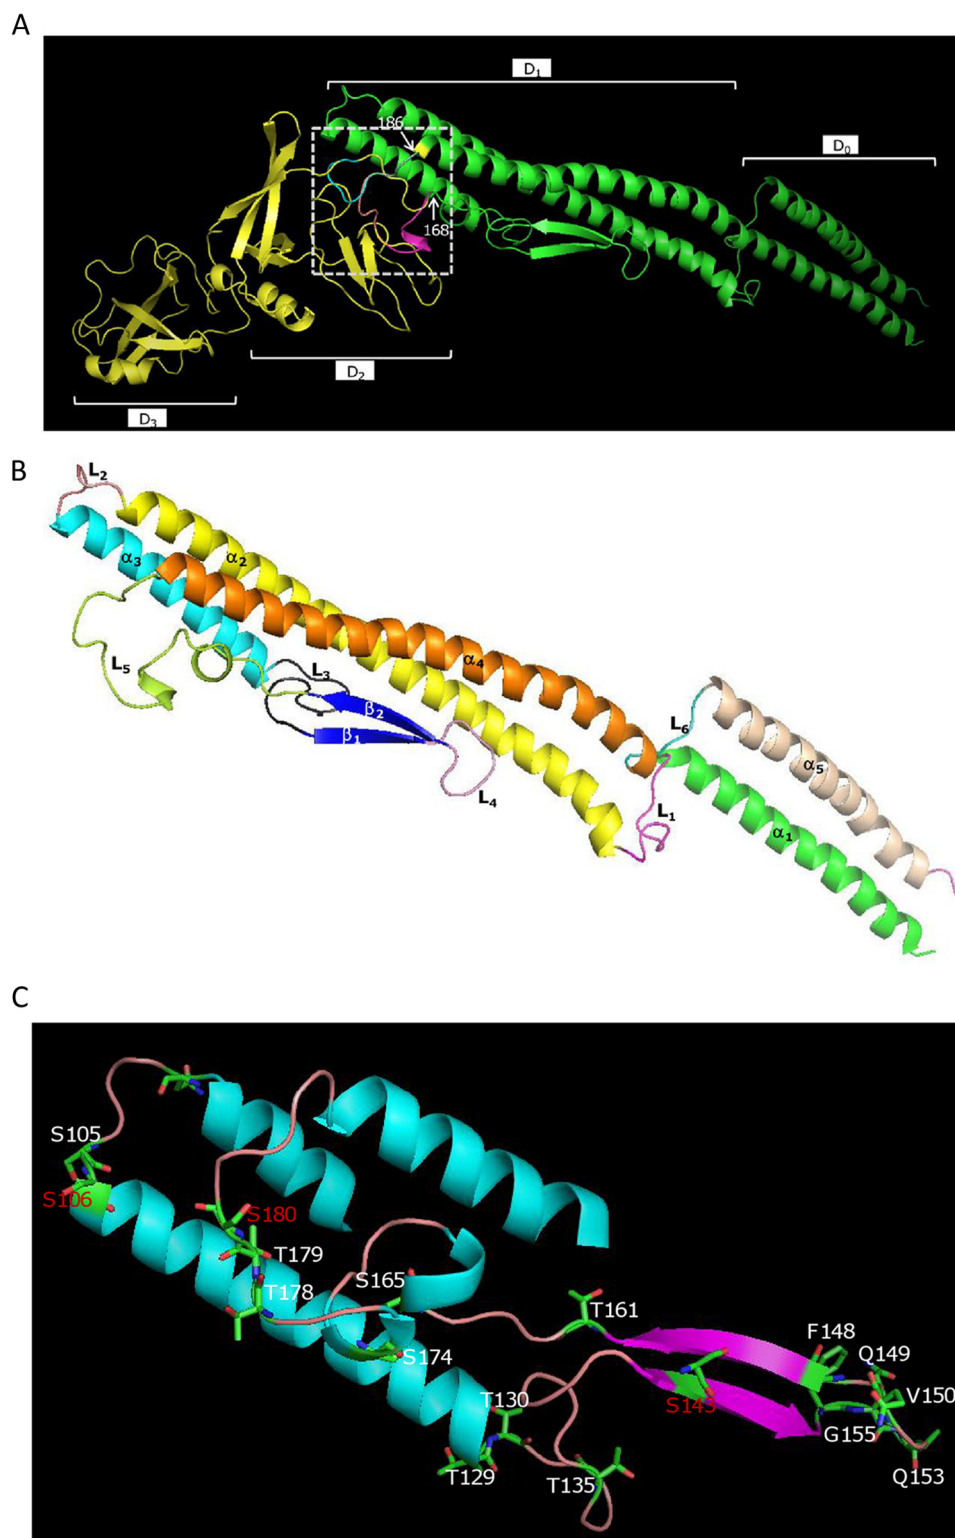 A
D₁
186
D₀
168
D₂
D₃
B
L₂
α₃
α₂
L₅
L₃
α₄
β₂
β₁
L₄
L₆
α₅
L₁
α₁
C
S105
S106
S180
T179
T178
S165
T161
S174
F148
Q149
T130
S143
V150
G155
T129
T135
Q153